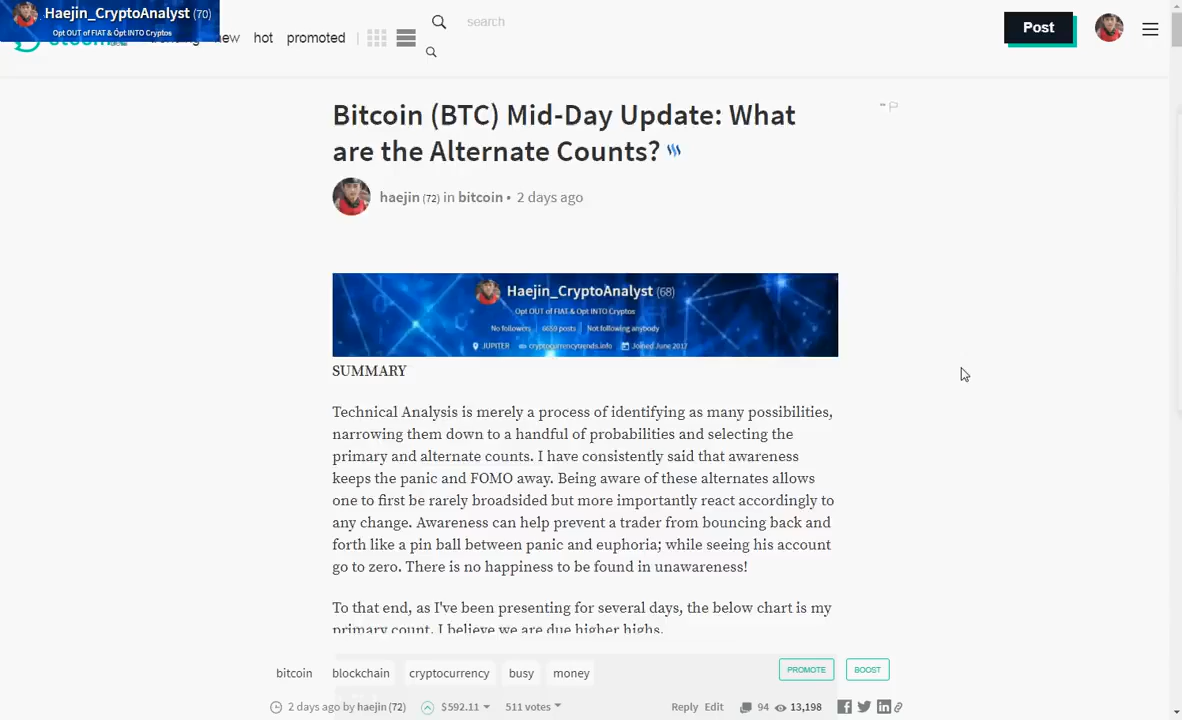 Haejin_CryptoAnalyst (70)
Opt OUT of FIAT & Opt INTO Cryptos
hot promoted
search
Post
Bitcoin (BTC) Mid-Day Update: What
are the Alternate Counts?
haejin (72) in bitcoin • 2 days ago
Haejin_CryptoAnalyst (68)
Opt OUT of FIAT & Opt INTO Cryptos
No followers 6659 posts Not following anybody
JUPITER cryptocurrencytrends.info Joined June 2017
SUMMARY
Technical Analysis is merely a process of identifying as many possibilities,
narrowing them down to a handful of probabilities and selecting the
primary and alternate counts. I have consistently said that awareness
keeps the panic and FOMO away. Being aware of these alternates allows
one to first be rarely broadsided but more importantly react accordingly to
any change. Awareness can help prevent a trader from bouncing back and
forth like a pin ball between panic and euphoria; while seeing his account
go to zero. There is no happiness to be found in unawareness!
To that end, as I've been presenting for several days, the below chart is my
primary count. I believe we are due higher highs.
bitcoin blockchain cryptocurrency busy money
PROMOTE BOOST
2 days ago by haejin (72) $592.11 511 votes Reply Edit 94 13,198